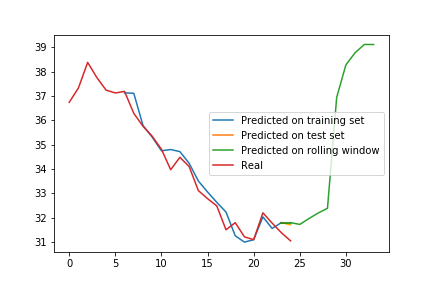 39
38
37
36
35
34
33
32
31
Predicted on training set
Predicted on test set
Predicted on rolling window
Real
0 5 10 15 20 25 30